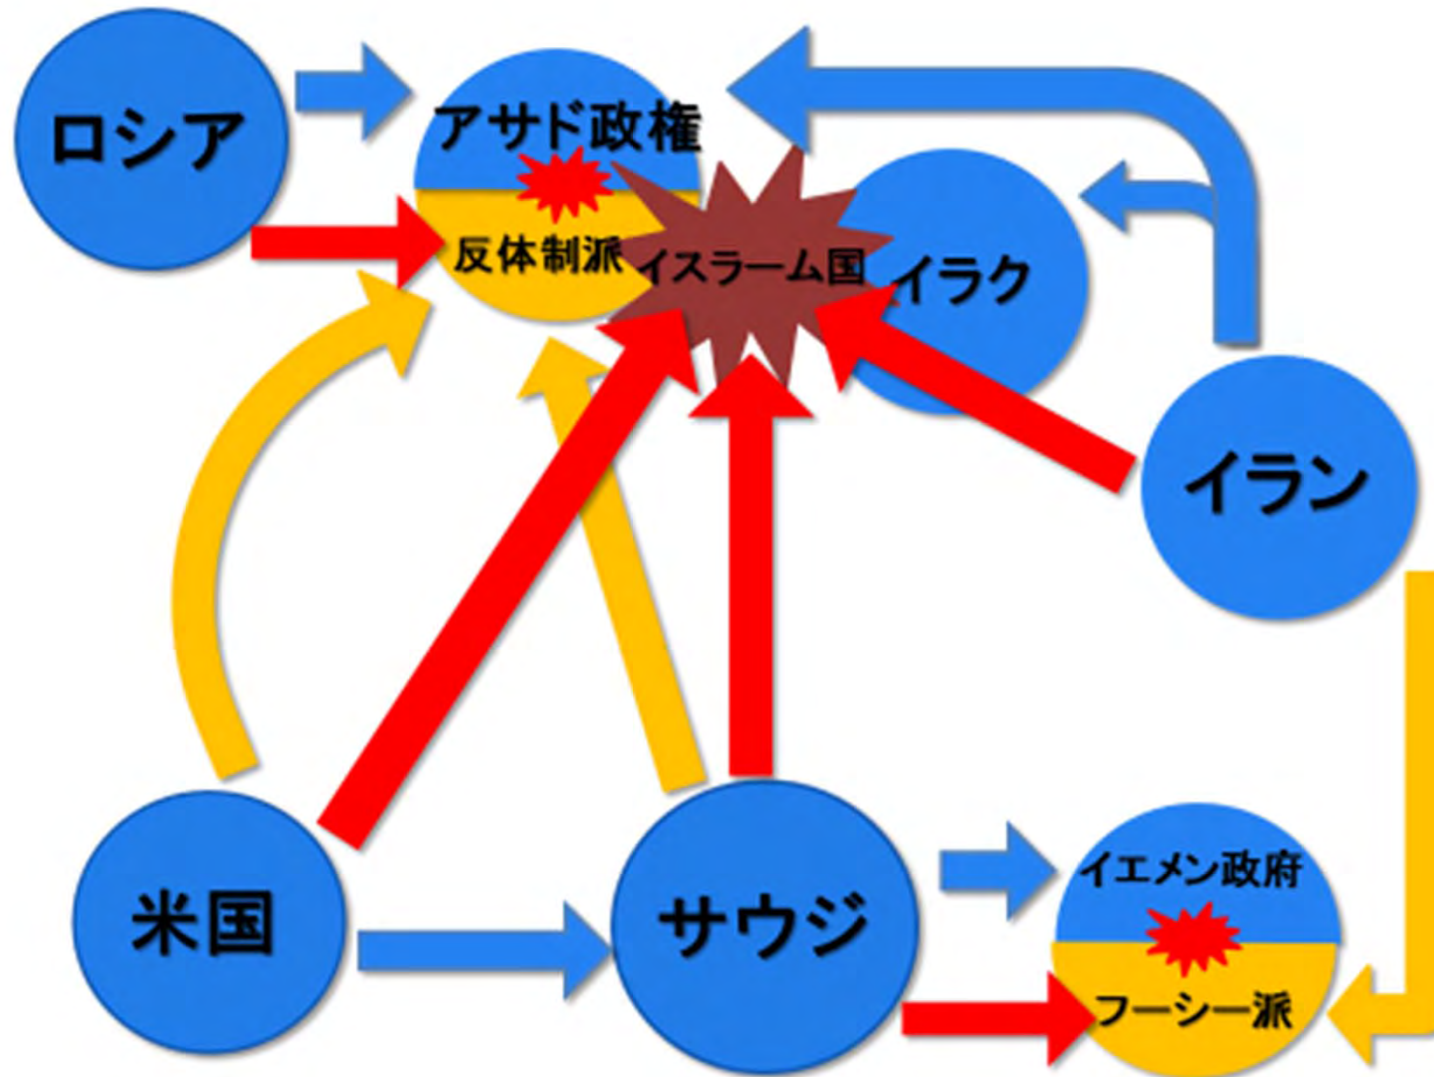 ロシア
アサド政権
反体制派
イスラーム国
イラク
イラン
米国
サウジ
イエメン政府
フーシー派